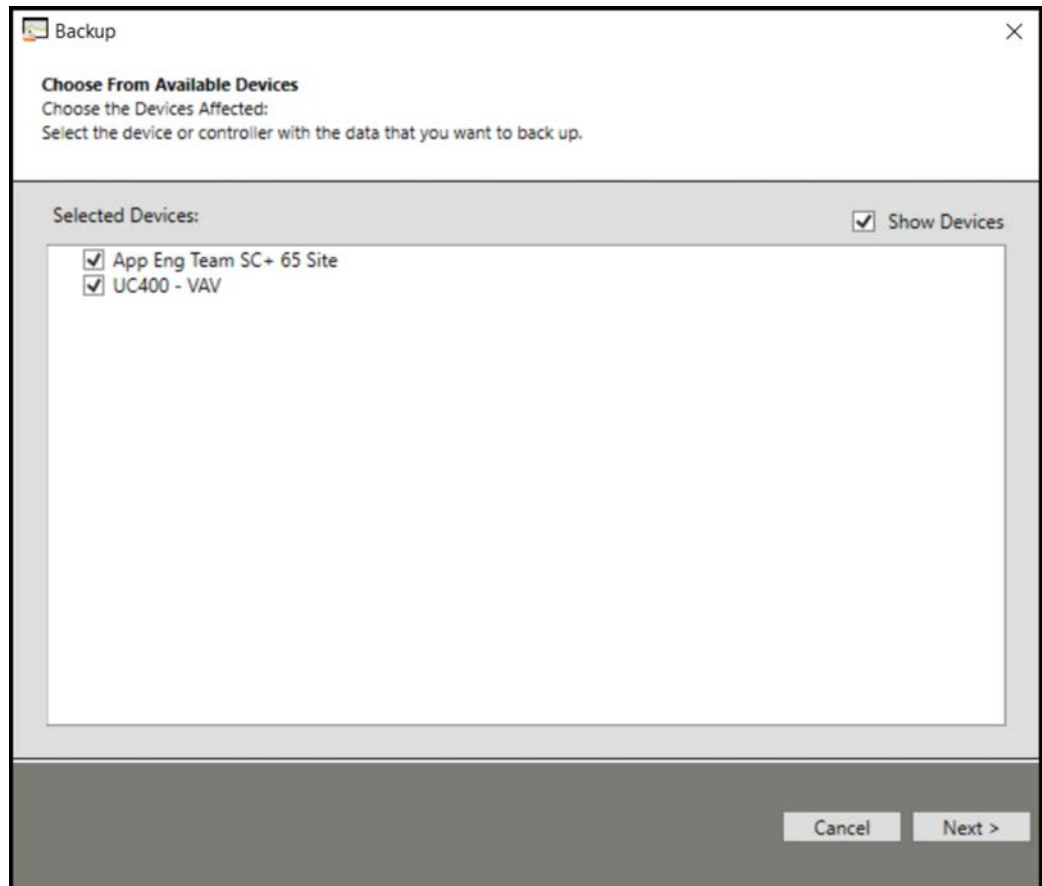 Backup
Choose From Available Devices
Choose the Devices Affected:
Select the device or controller with the data that you want to back up.
Selected Devices:
Show Devices
App Eng Team SC+ 65 Site
UC400 - VAV
Cancel
Next >